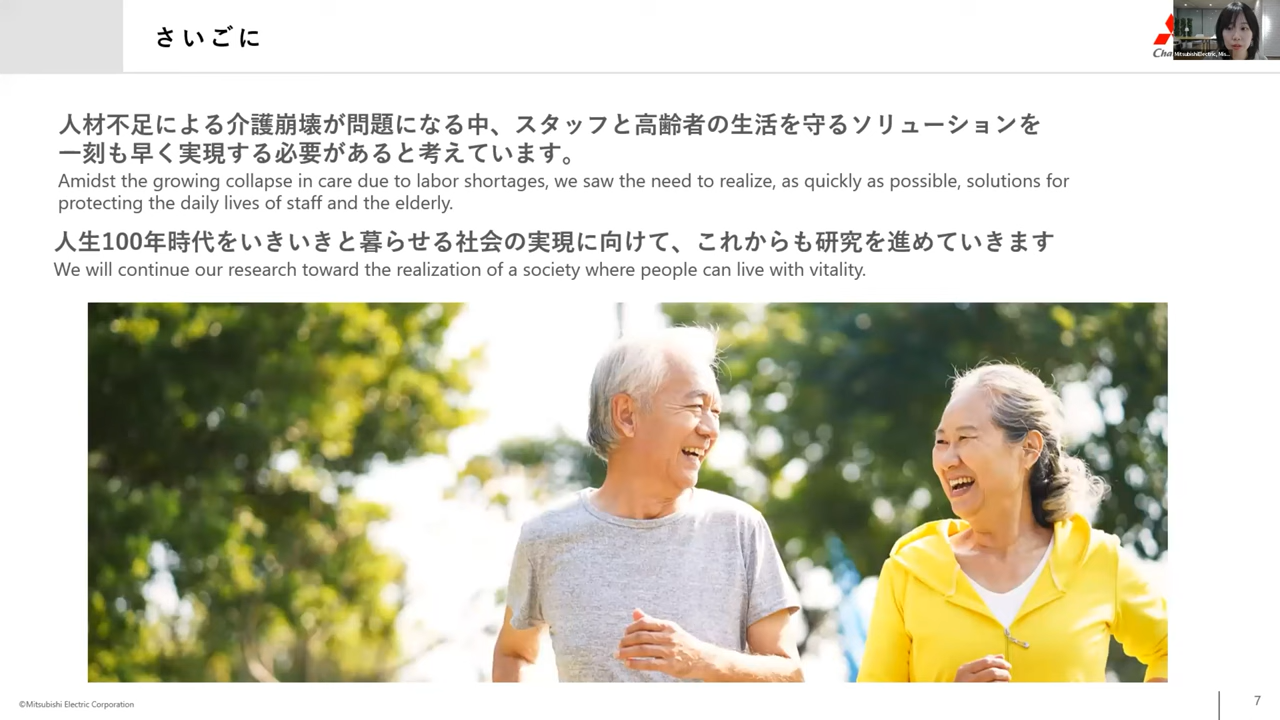 さいごに
MitsubishiElectric, Mis...
人材不足による介護崩壊が問題になる中、スタッフと高齢者の生活を守るソリューションを
一刻も早く実現する必要があると考えています。
Amidst the growing collapse in care due to labor shortages, we saw the need to realize, as quickly as possible, solutions for
protecting the daily lives of staff and the elderly.
人生100年時代をいきいきと暮らせる社会の実現に向けて、これからも研究を進めていきます
We will continue our research toward the realization of a society where people can live with vitality.
©Mitsubishi Electric Corporation
7